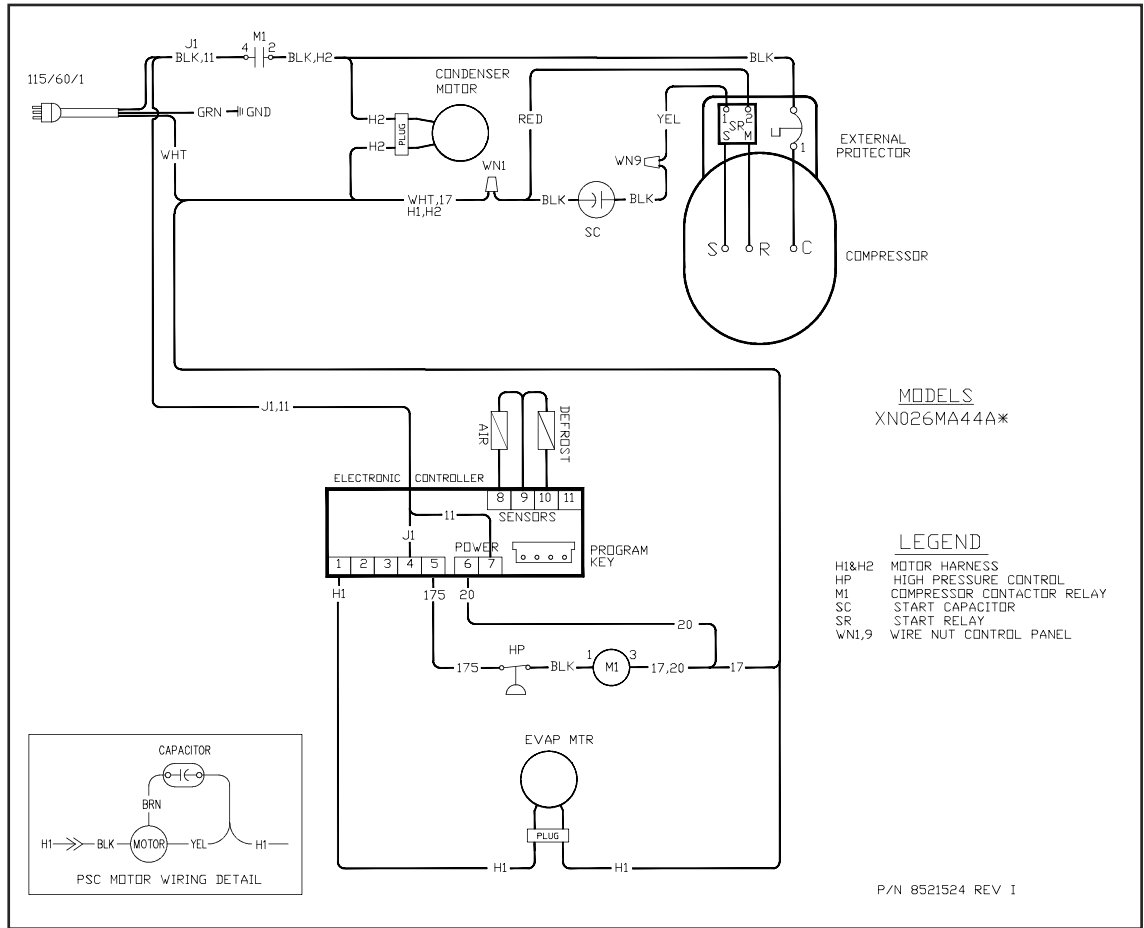 115/60/1
J1
BLK,11
4
M1
2
BLK,H2
BLK
GRN
GND
WHT
CONDENSER
MOTOR
H2
H2
PLUG
WN1
WHT,17
H1,H2
RED
YEL
WN9
BLK
BLK
SC
1
2
SR
S
M
1
EXTERNAL
PROTECTOR
S
R
C
COMPRESSOR
J1,11
AIR
DEFROST
ELECTRONIC CONTROLLER
8 9 10 11
SENSORS
11
J1
POWER
PROGRAM
KEY
1 2 3 4 5 6 7
H1
175
20
20
HP
175
BLK
1
M1
3
17,20
17
EVAP MTR
PLUG
H1
H1
MODELS
XN026MA44A*
LEGEND
H1&H2 MOTOR HARNESS
HP HIGH PRESSURE CONTROL
M1 COMPRESSOR CONTACTOR RELAY
SC START CAPACITOR
SR START RELAY
WN1,9 WIRE NUT CONTROL PANEL
CAPACITOR
BRN
H1
BLK
MOTOR
YEL
H1
PSC MOTOR WIRING DETAIL
P/N 8521524 REV I